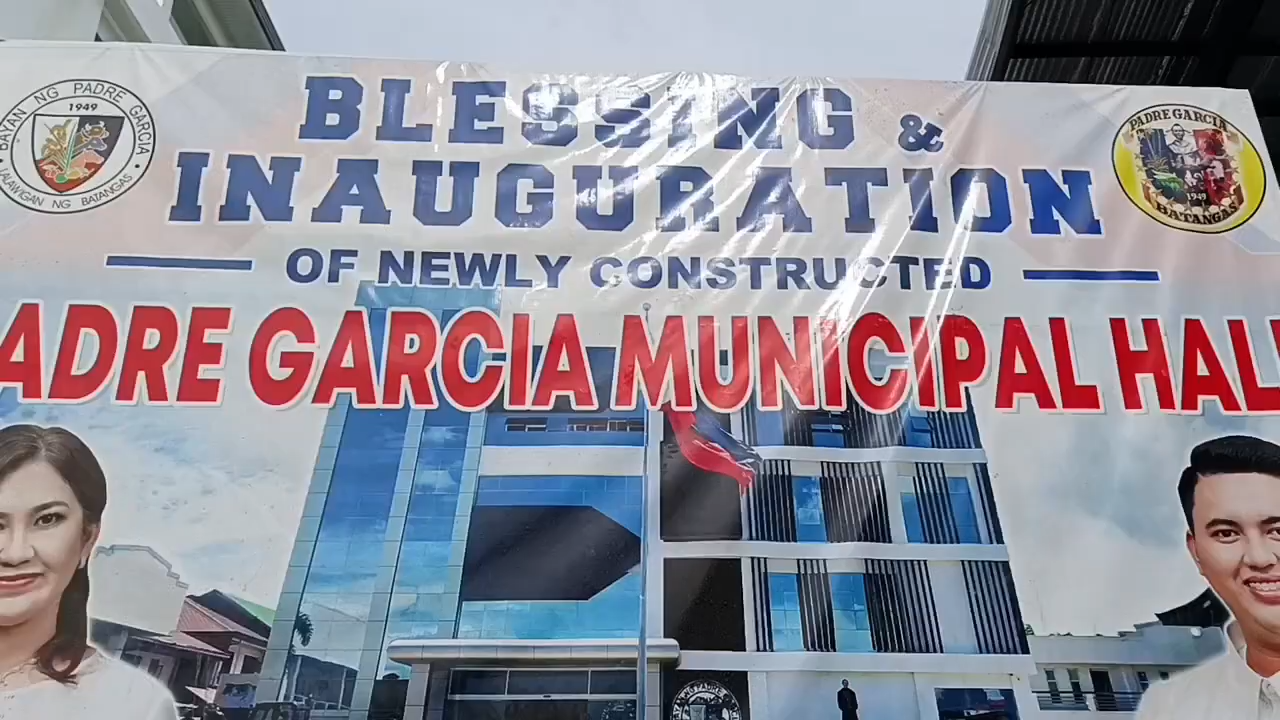 BLESSING &
INAUGURATION
OF NEWLY CONSTRUCTED
ADRE GARCIA MUNICIPAL HALL
BAYAN NG PADRE GARCIA
1949
LALAWIGAN NG BATANGAS
PADRE GARCIA
1949
BATANGAS